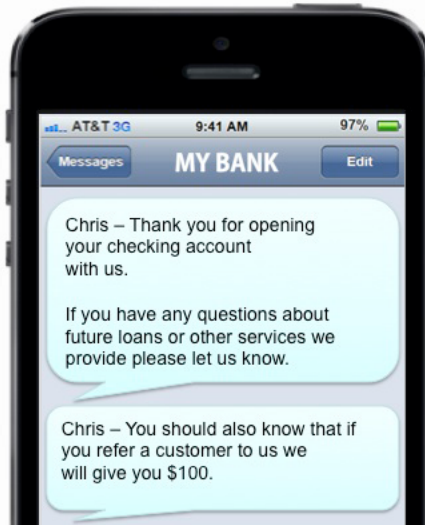 AT&T 3G 9:41 AM 97%
Messages MY BANK Edit
Chris – Thank you for opening
your checking account
with us.
If you have any questions about
future loans or other services we
provide please let us know.
Chris – You should also know that if
you refer a customer to us we
will give you $100.